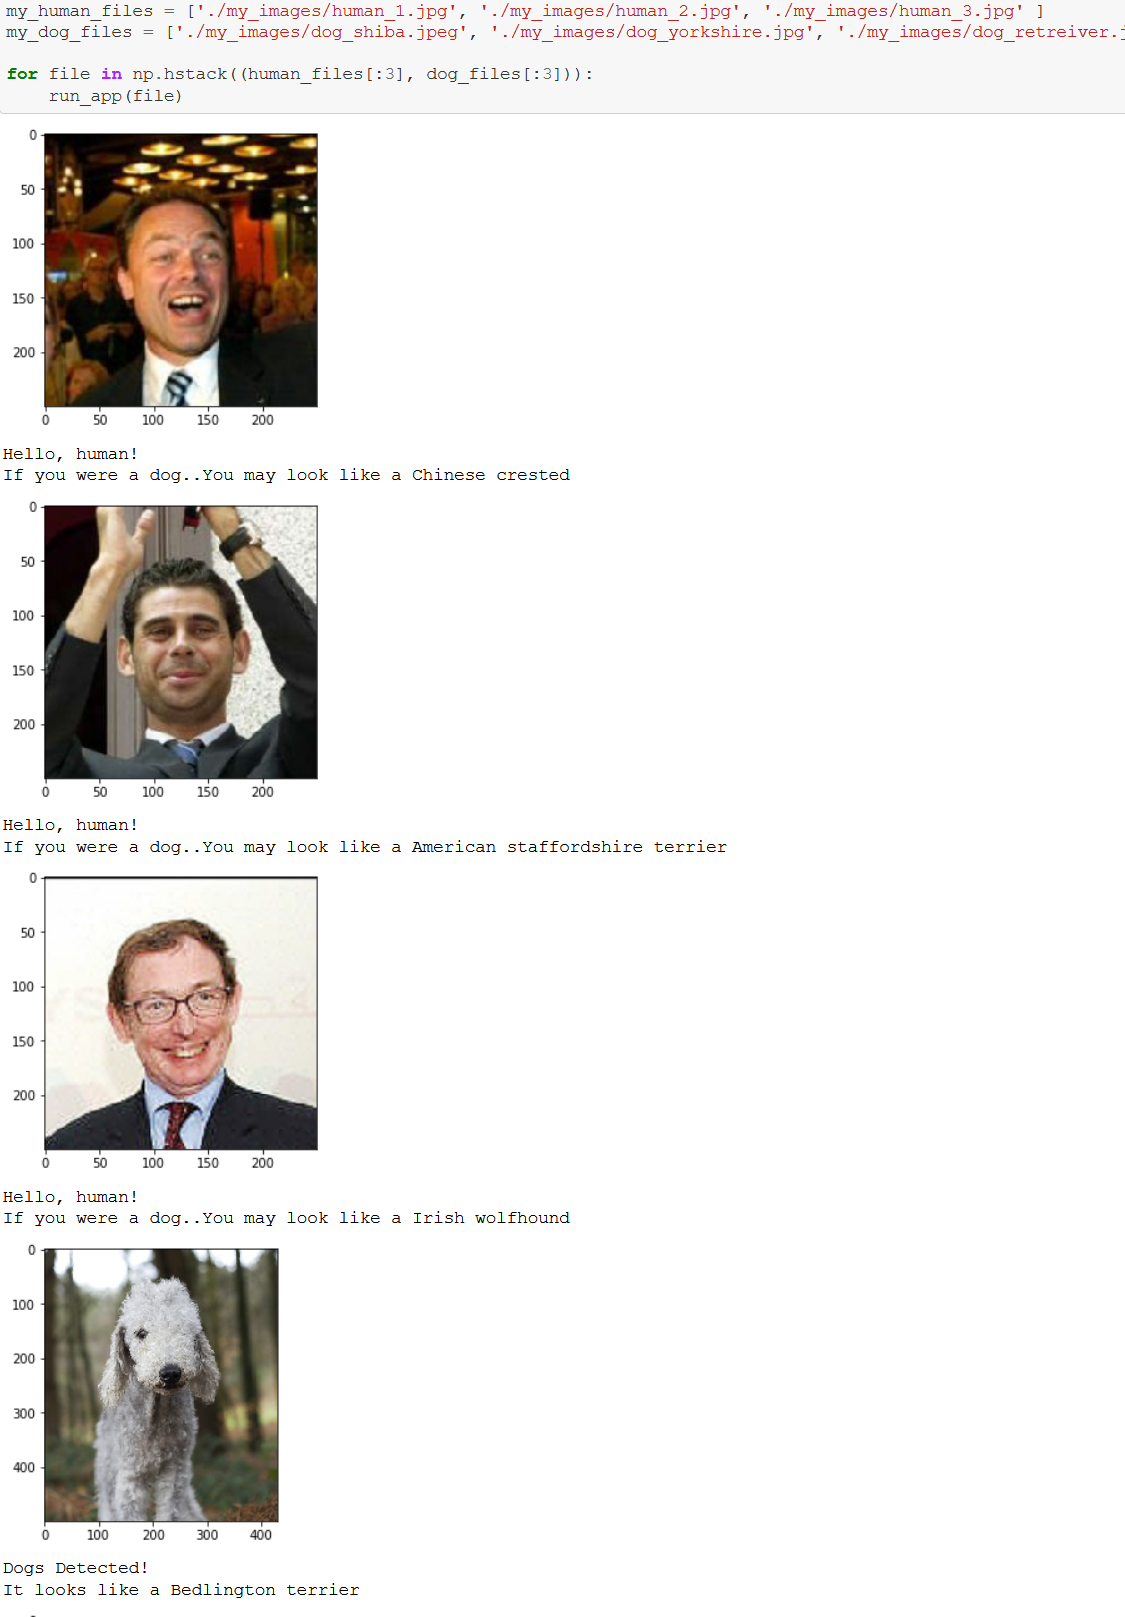 my_human_files = ['./my_images/human_1.jpg', './my_images/human_2.jpg', './my_images/human_3.jpg' ]
my_dog_files = ['./my_images/dog_shiba.jpeg', './my_images/dog_yorkshire.jpg', './my_images/dog_retreiver.j
for file in np.hstack((human_files[:3], dog_files[:3])):
    run_app(file)
0
50
100
150
200
0 50 100 150 200
Hello, human!
If you were a dog..You may look like a Chinese crested
0
50
100
150
200
0 50 100 150 200
Hello, human!
If you were a dog..You may look like a American staffordshire terrier
0
50
100
150
200
0 50 100 150 200
Hello, human!
If you were a dog..You may look like a Irish wolfhound
0
100
200
300
400
0 100 200 300 400
Dogs Detected!
It looks like a Bedlington terrier